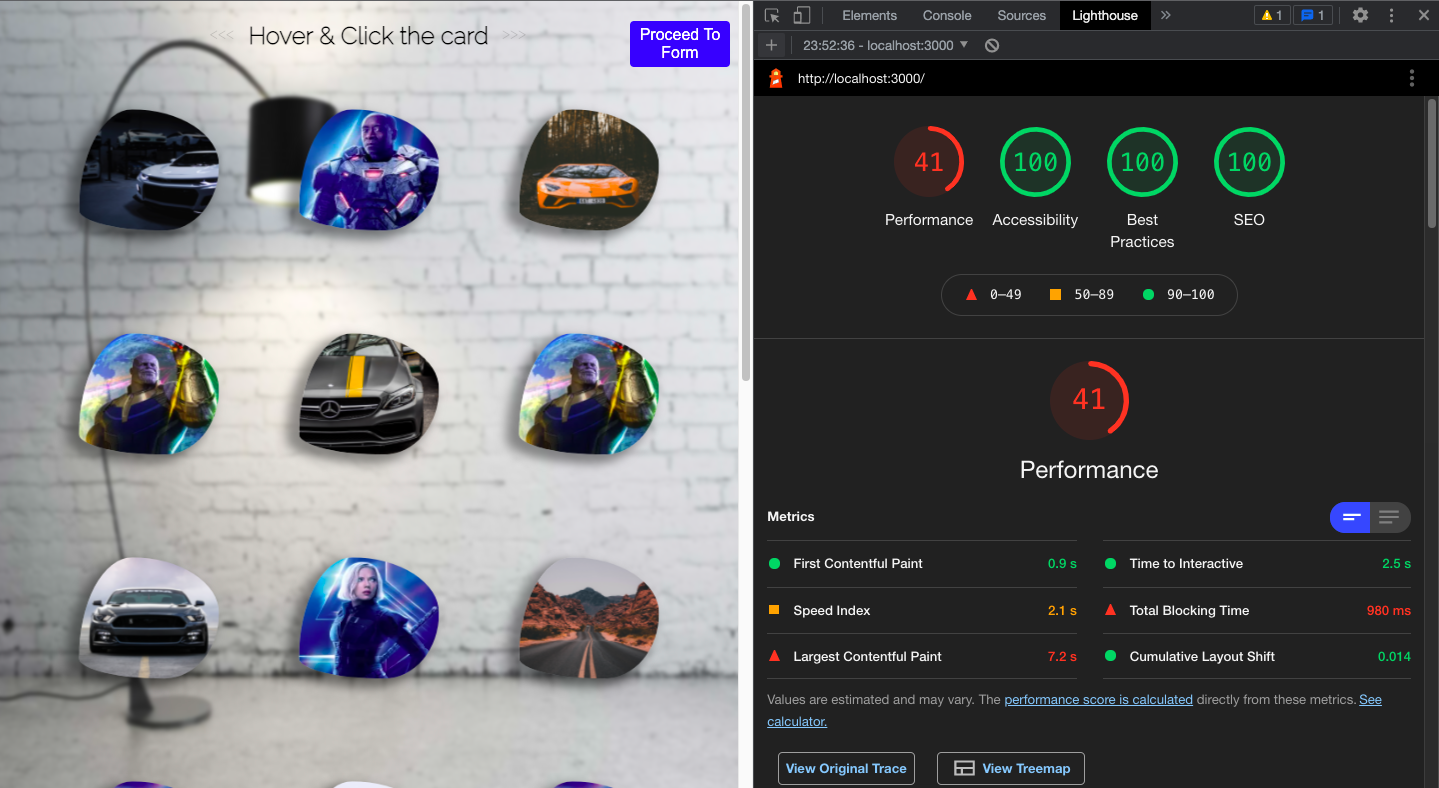 <<< Hover & Click the card >>>
Proceed To
Form
Elements
Console
Sources
Lighthouse
»
1
1
23:52:36 - localhost:3000
http://localhost:3000/
41
100
100
100
Performance
Accessibility
Best
Practices
SEO
0–49
50–89
90–100
41
Performance
Metrics
First Contentful Paint 0.9 s
Time to Interactive 2.5 s
Speed Index 2.1 s
Total Blocking Time 980 ms
Largest Contentful Paint 7.2 s
Cumulative Layout Shift 0.014
Values are estimated and may vary. The performance score is calculated directly from these metrics. See
calculator.
View Original Trace
View Treemap